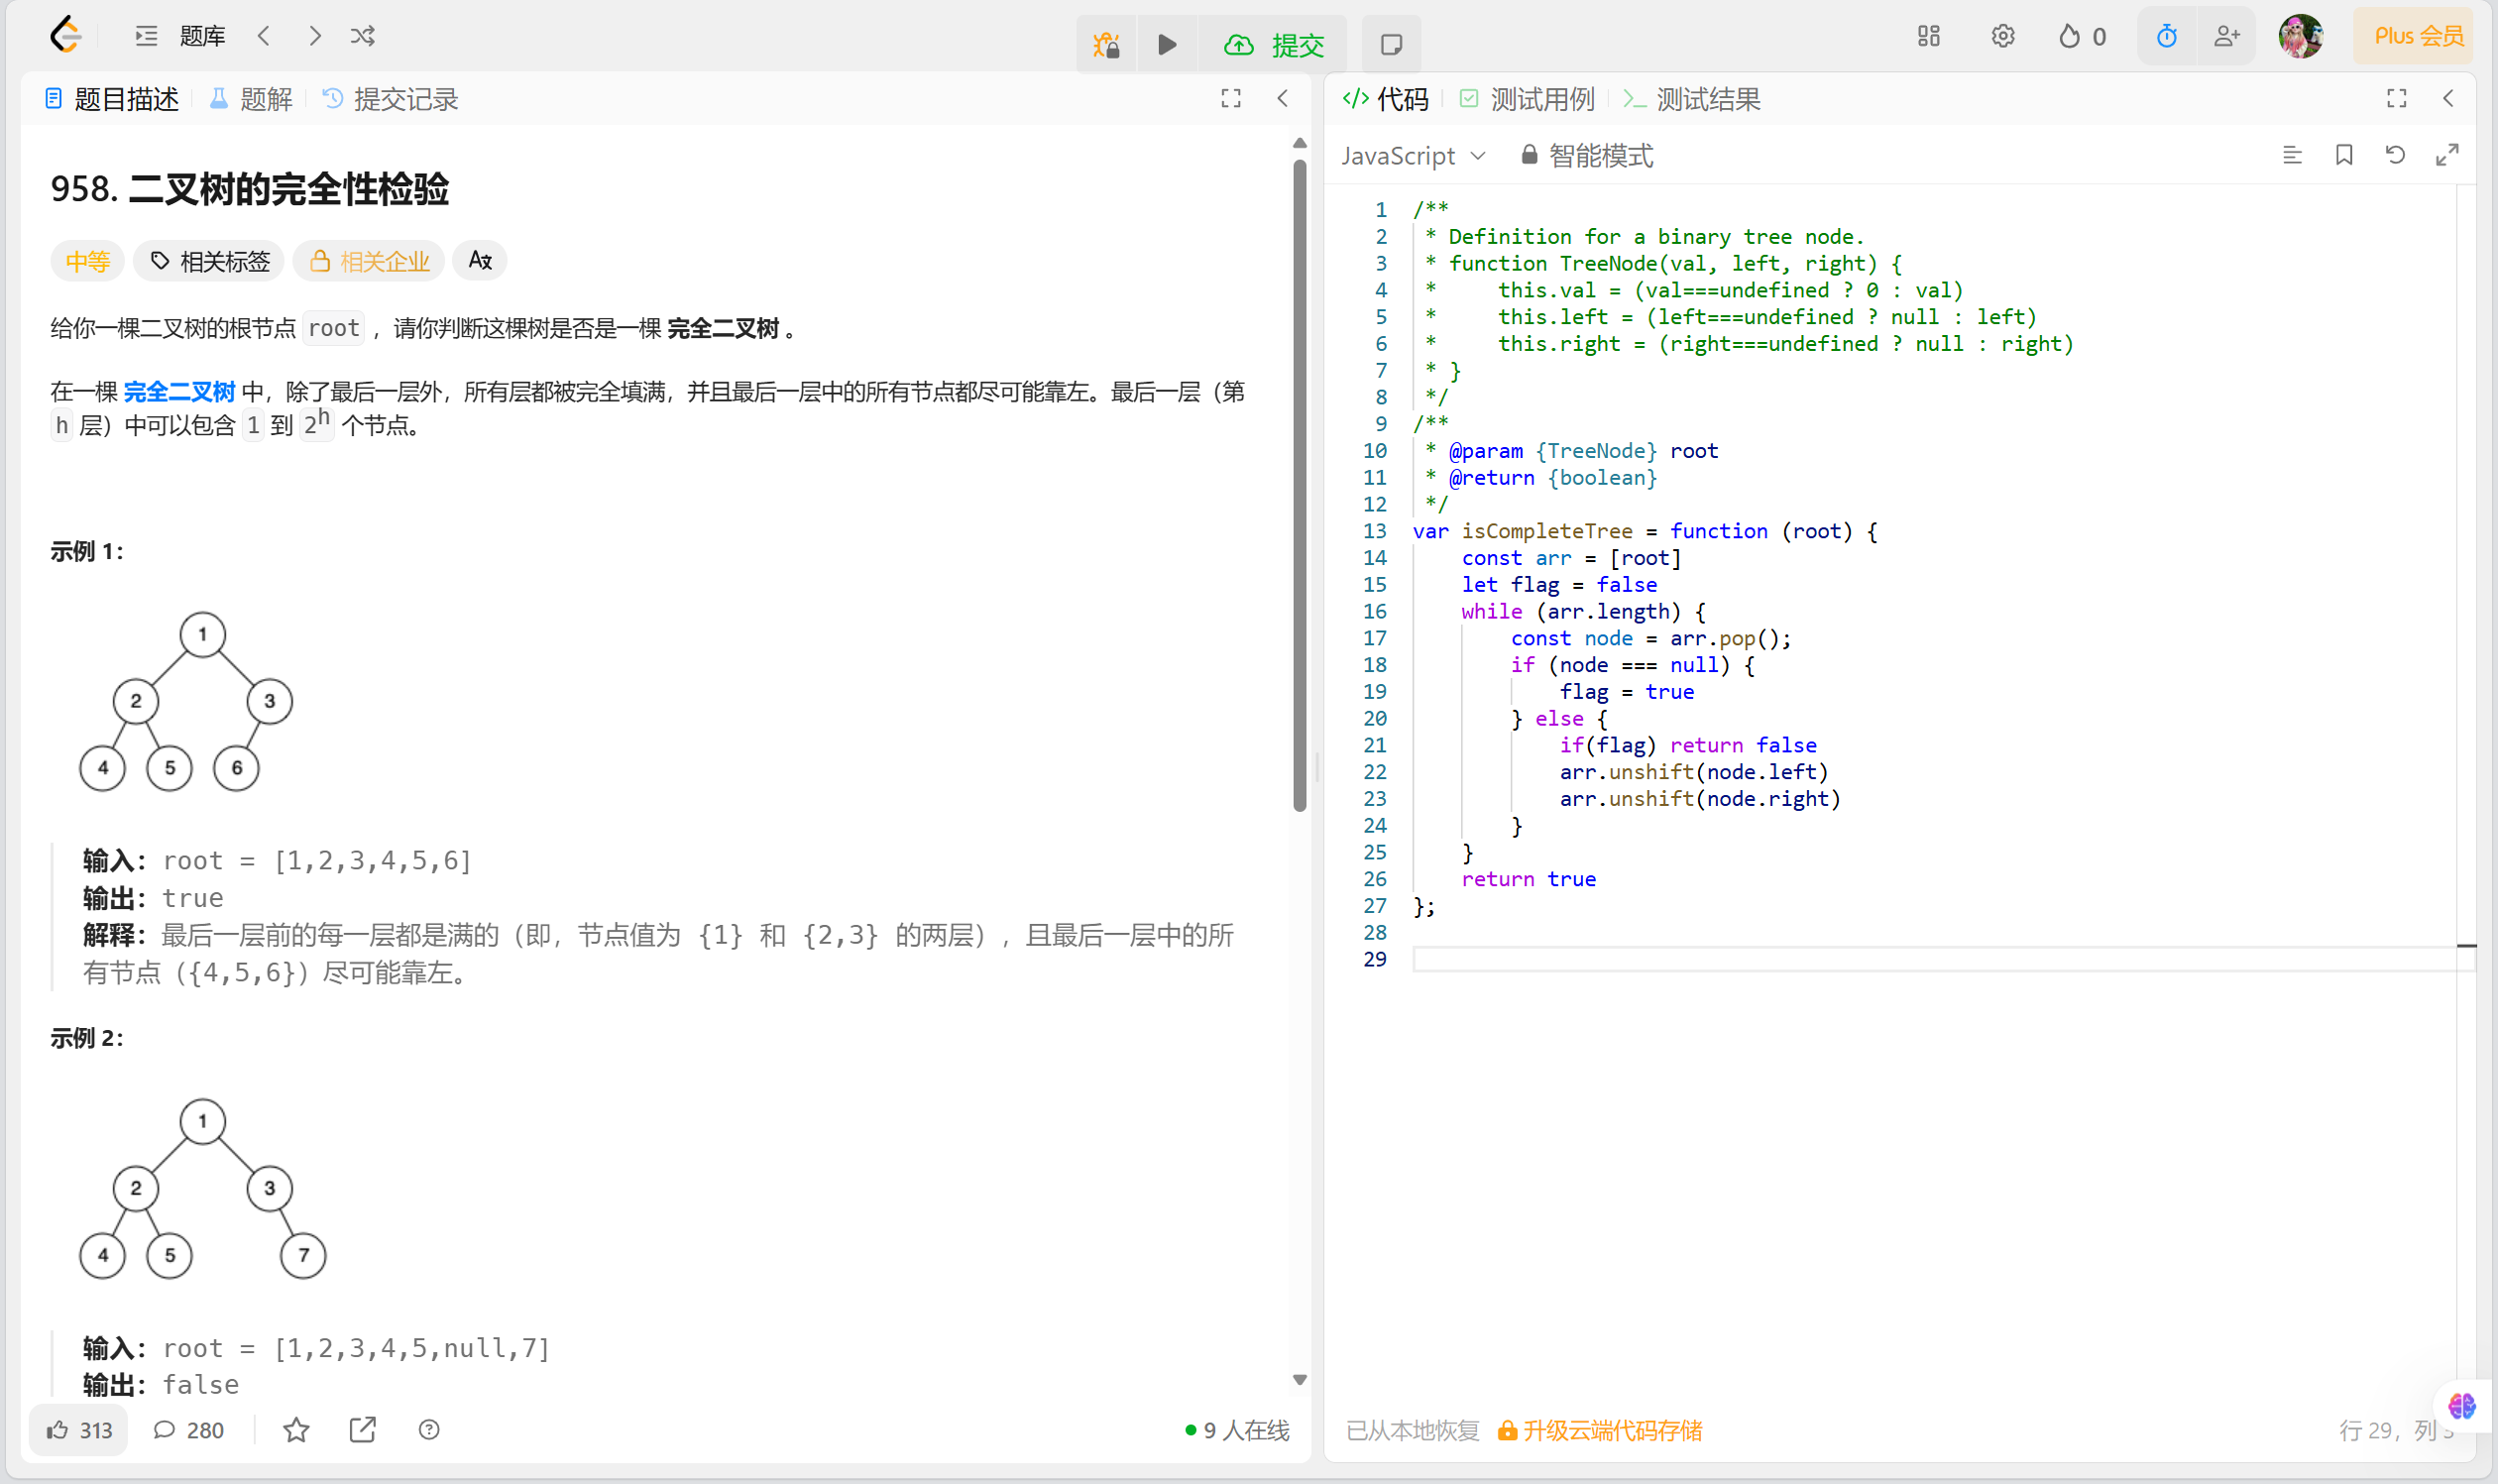 题库
提交
0
Plus 会员
题目描述
题解
提交记录
958. 二叉树的完全性检验
中等
相关标签
相关企业
给你一棵二叉树的根节点 root ，请你判断这棵树是否是一棵 完全二叉树 。
在一棵 完全二叉树 中，除了最后一层外，所有层都被完全填满，并且最后一层中的所有节点都尽可能靠左。最后一层（第
h 层）中可以包含 1 到 2^h 个节点。
示例 1：
1
2 3
4 5 6
输入：root = [1,2,3,4,5,6]
输出：true
解释：最后一层前的每一层都是满的（即，节点值为 {1} 和 {2,3} 的两层），且最后一层中的所
有节点（{4,5,6}）尽可能靠左。
示例 2：
1
2 3
4 5 7
输入：root = [1,2,3,4,5,null,7]
输出：false
313
280
9 人在线
代码
测试用例
测试结果
JavaScript
智能模式
1 /**
2  * Definition for a binary tree node.
3  * function TreeNode(val, left, right) {
4  *     this.val = (val===undefined ? 0 : val)
5  *     this.left = (left===undefined ? null : left)
6  *     this.right = (right===undefined ? null : right)
7  * }
8  */
9 /**
10  * @param {TreeNode} root
11  * @return {boolean}
12  */
13 var isCompleteTree = function (root) {
14     const arr = [root]
15     let flag = false
16     while (arr.length) {
17         const node = arr.pop();
18         if (node === null) {
19             flag = true
20         } else {
21             if(flag) return false
22             arr.unshift(node.left)
23             arr.unshift(node.right)
24         }
25     }
26     return true
27 };
28
29
已从本地恢复
升级云端代码存储
行 29，列